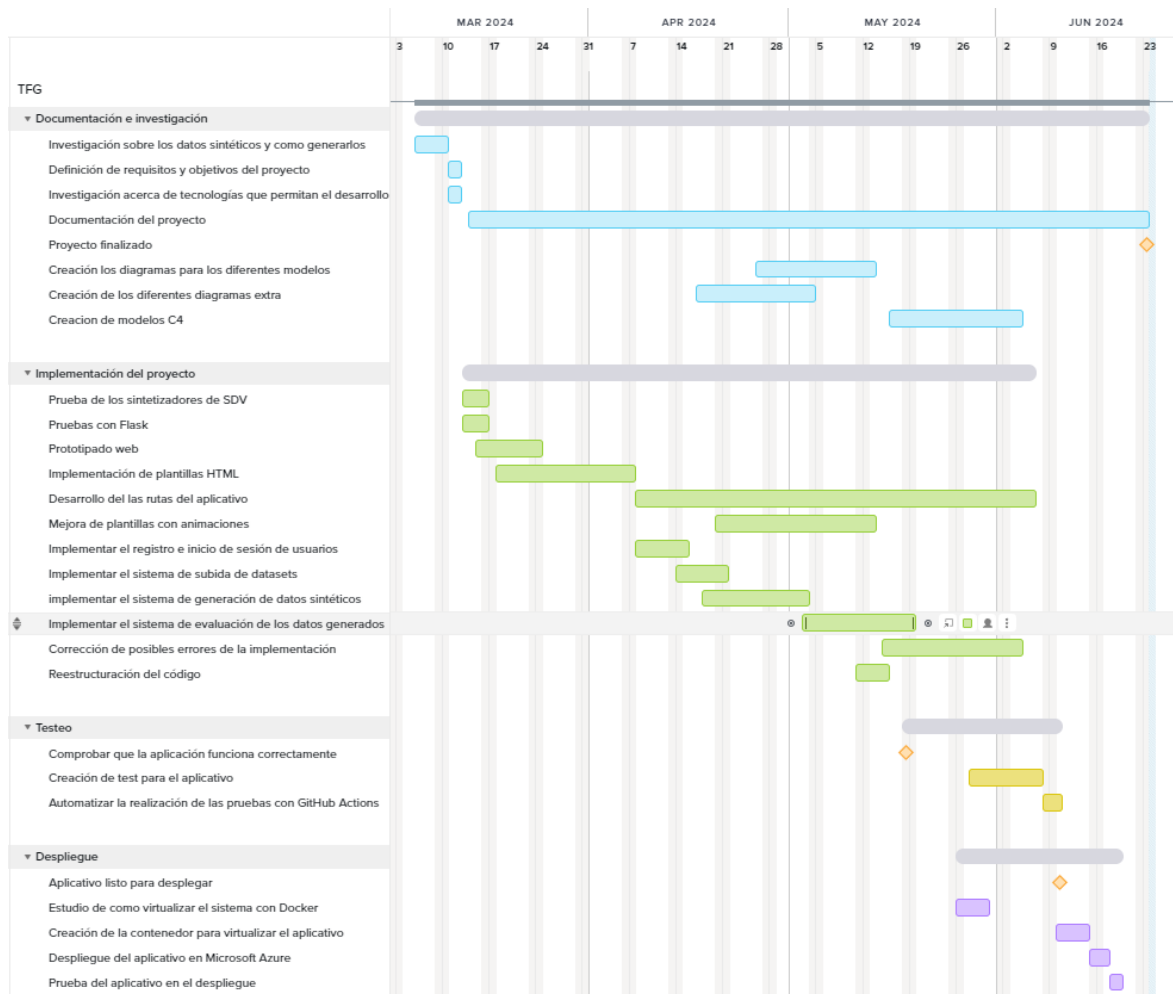 MAR 2024 APR 2024 MAY 2024 JUN 2024
3 10 17 24 31 7 14 21 28 5 12 19 26 2 9 16 23
TFG
Documentación e investigación
Investigación sobre los datos sintéticos y como generarlos
Definición de requisitos y objetivos del proyecto
Investigación acerca de tecnologías que permitan el desarrollo
Documentación del proyecto
Proyecto finalizado
Creación los diagramas para los diferentes modelos
Creación de los diferentes diagramas extra
Creacion de modelos C4
Implementación del proyecto
Prueba de los sintetizadores de SDV
Pruebas con Flask
Prototipado web
Implementación de plantillas HTML
Desarrollo del las rutas del aplicativo
Mejora de plantillas con animaciones
Implementar el registro e inicio de sesión de usuarios
Implementar el sistema de subida de datasets
implementar el sistema de generación de datos sintéticos
Implementar el sistema de evaluación de los datos generados
Corrección de posibles errores de la implementación
Reestructuración del código
Testeo
Comprobar que la aplicación funciona correctamente
Creación de test para el aplicativo
Automatizar la realización de las pruebas con GitHub Actions
Despliegue
Aplicativo listo para desplegar
Estudio de como virtualizar el sistema con Docker
Creación de la contenedor para virtualizar el aplicativo
Despliegue del aplicativo en Microsoft Azure
Prueba del aplicativo en el despliegue